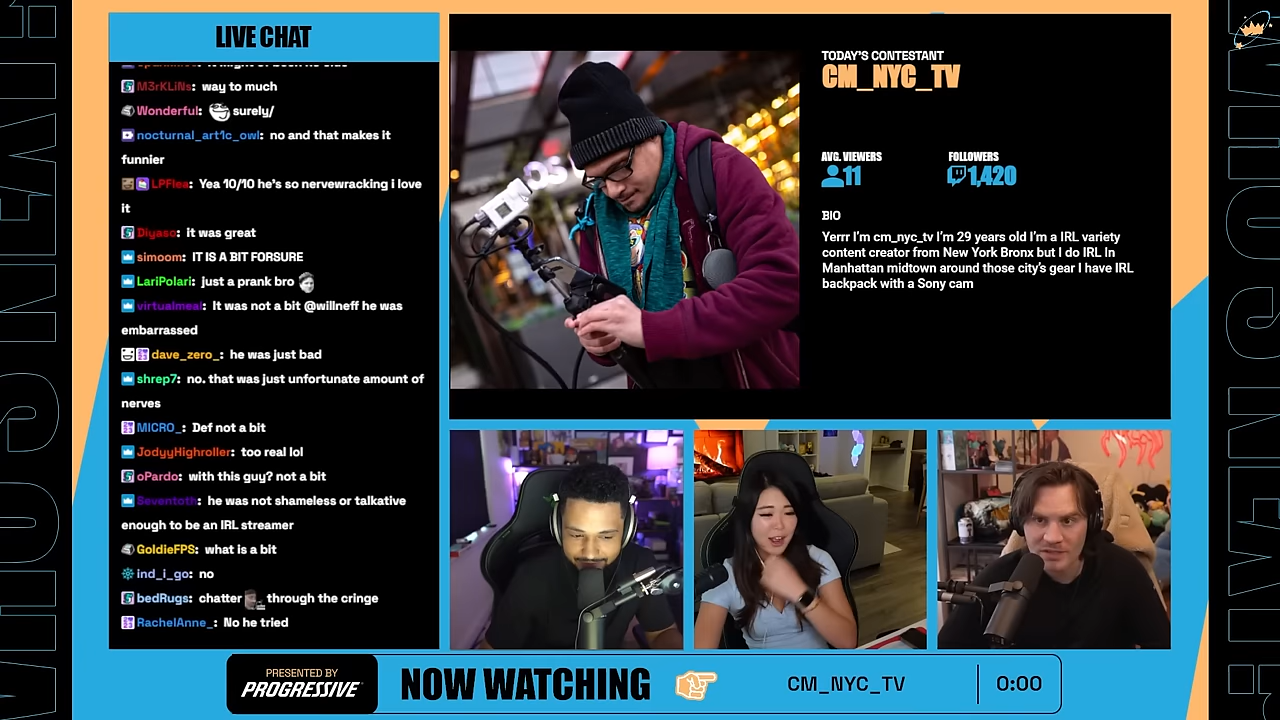 LIVE CHAT
M3rKLiNs: way to much
Wonderful: surely/
nocturnal_art1c_owl: no and that makes it
funnier
LPFlea: Yea 10/10 he's so nervewracking i love
it
Diyaso: it was great
simoom: IT IS A BIT FORSURE
LariPolari: just a prank bro
virtualmeal: It was not a bit @willneff he was
embarrassed
dave_zero_: he was just bad
shrep7: no. that was just unfortunate amount of
nerves
MICRO_: Def not a bit
JodyyHighroller: too real lol
oPardo: with this guy? not a bit
Seventoth: he was not shameless or talkative
enough to be an IRL streamer
GoldieFPS: what is a bit
ind_i_go: no
bedRugs: chatter through the cringe
RachelAnne_: No he tried
TODAY'S CONTESTANT
CM_NYC_TV
AVG. VIEWERS
11
FOLLOWERS
1,420
BIO
Yerrr I'm cm_nyc_tv I'm 29 years old I'm a IRL variety
content creator from New York Bronx but I do IRL In
Manhattan midtown around those city's gear I have IRL
backpack with a Sony cam
PRESENTED BY
PROGRESSIVE
NOW WATCHING
CM_NYC_TV
0:00